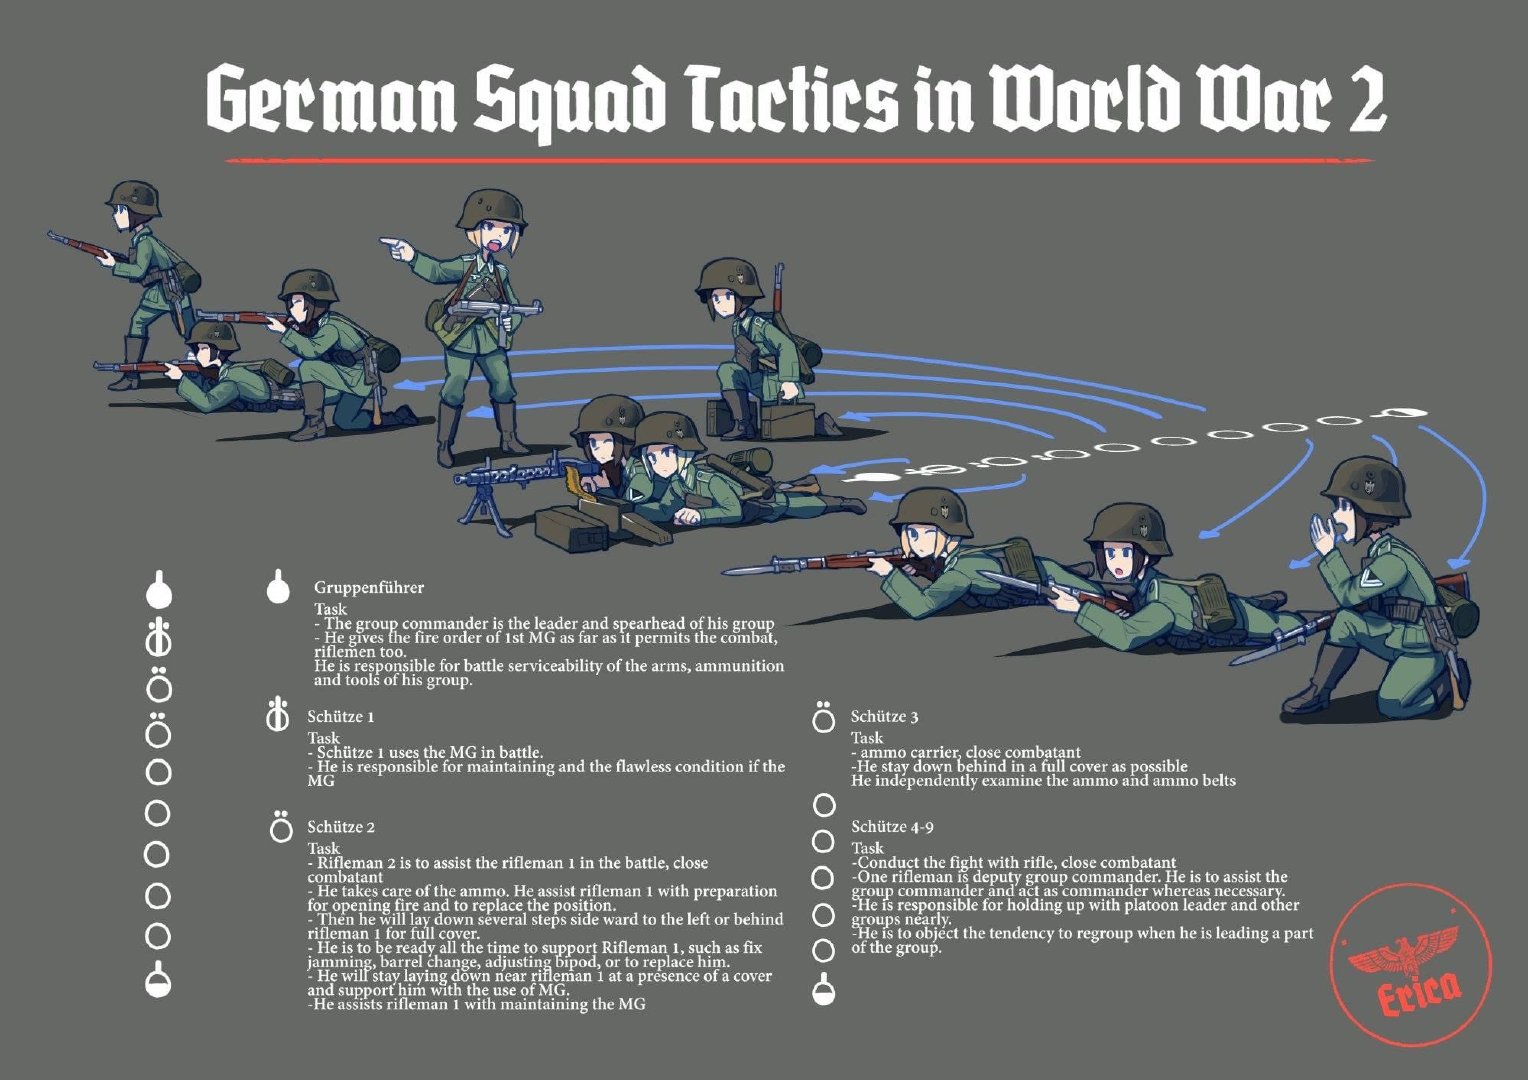 German Squad Tactics in World War 2
Gruppenführer
Task
- The group commander is the leader and spearhead of his group
- He gives the fire order of 1st MG as far as it permits the combat,
riflemen too.
He is responsible for battle serviceability of the arms, ammunition
and tools of his group.
Schütze 1
Task
- Schütze 1 uses the MG in battle.
- He is responsible for maintaining and the flawless condition if the
MG
Schütze 2
Task
- Rifleman 2 is to assist the rifleman 1 in the battle, close
combatant
- He takes care of the ammo. He assist rifleman 1 with preparation
for opening fire and to replace the position.
- Then he will lay down several steps side ward to the left or behind
rifleman 1 for full cover.
- He is to be ready all the time to support Rifleman 1, such as fix
jamming, barrel change, adjusting bipod, or to replace him.
- He will stay laying down near rifleman 1 at a presence of a cover
and support him with the use of MG.
-He assists rifleman 1 with maintaining the MG
Schütze 3
Task
- ammo carrier, close combatant
-He stay down behind in a full cover as possible
He independently examine the ammo and ammo belts
Schütze 4-9
Task
-Conduct the fight with rifle, close combatant
-One rifleman is deputy group commander. He is to assist the
group commander and act as commander whereas necessary.
-He is responsible for holding up with platoon leader and other
groups nearly.
-He is to object the tendency to regroup when he is leading a part
of the group.
Erica